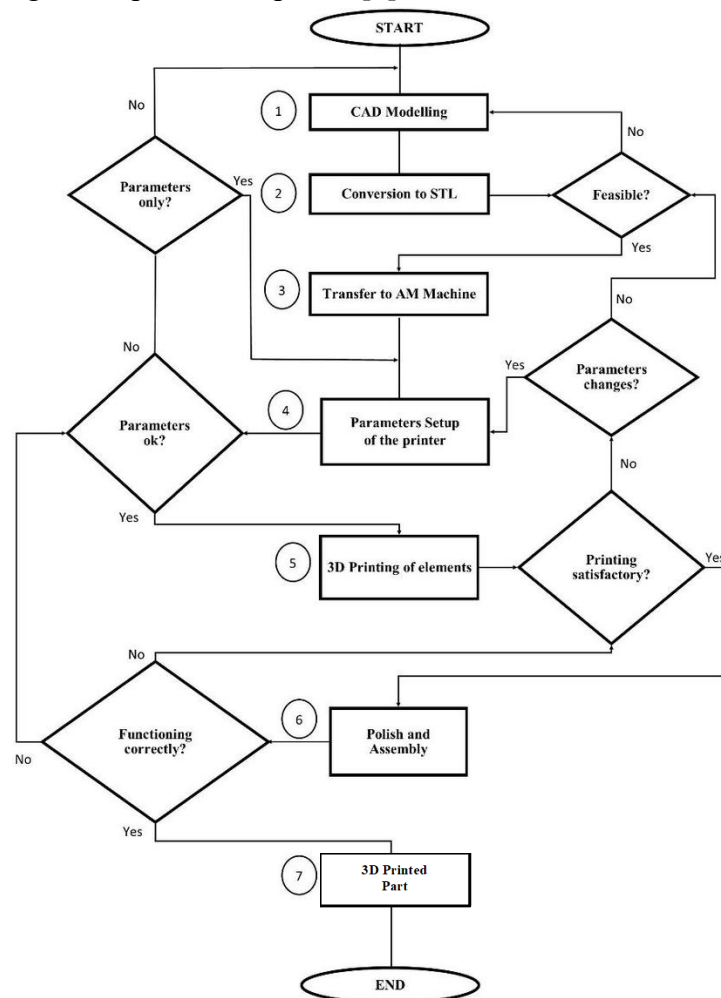 START
No
1
CAD Modelling
No
Parameters
only?
Yes
2
Conversion to STL
Feasible?
Yes
3
Transfer to AM Machine
No
No
Yes
Parameters
changes?
Parameters
ok?
4
Parameters Setup
of the printer
No
Yes
5
3D Printing of elements
Printing
satisfactory?
Yes
No
Functioning
correctly?
6
Polish and
Assembly
No
Yes
7
3D Printed
Part
END